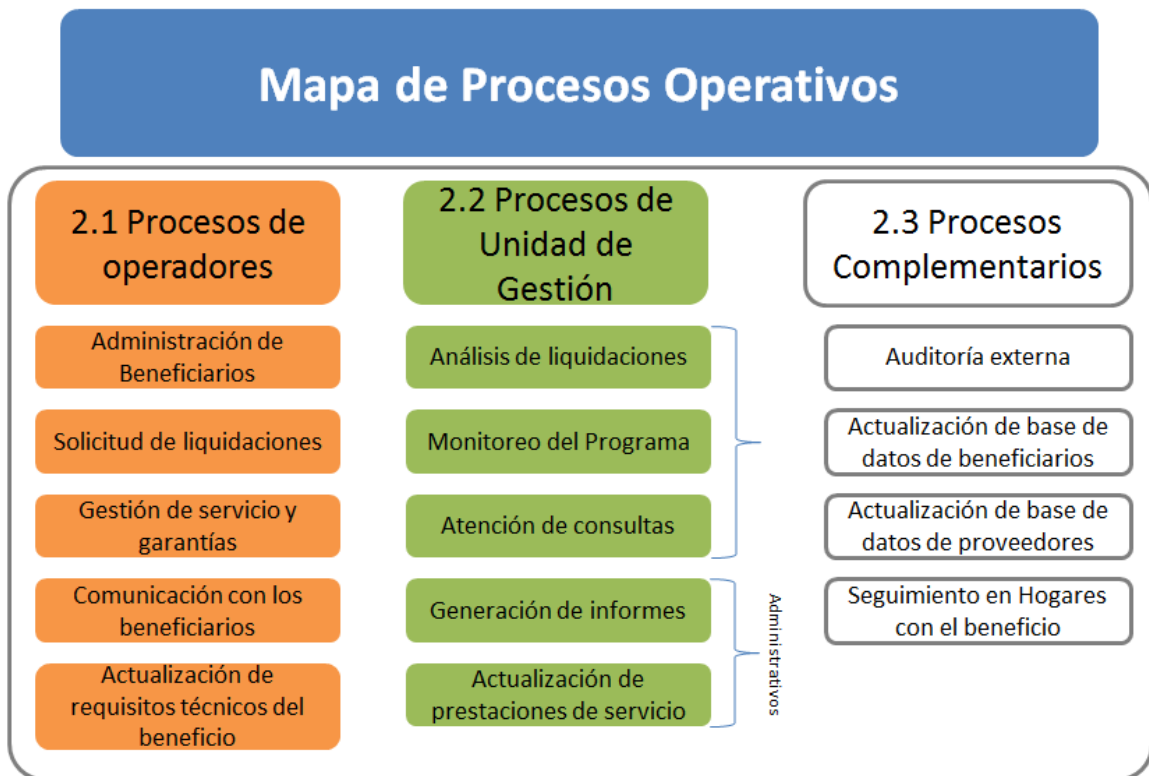 Mapa de Procesos Operativos
2.1 Procesos de
operadores
Administración de
Beneficiarios
Solicitud de liquidaciones
Gestión de servicio y
garantías
Comunicación con los
beneficiarios
Actualización de
requisitos técnicos del
beneficio
2.2 Procesos de
Unidad de
Gestión
Análisis de liquidaciones
Monitoreo del Programa
Atención de consultas
Generación de informes
Actualización de
prestaciones de servicio
Administrativos
2.3 Procesos
Complementarios
Auditoría externa
Actualización de base de
datos de beneficiarios
Actualización de base de
datos de proveedores
Seguimiento en Hogares
con el beneficio